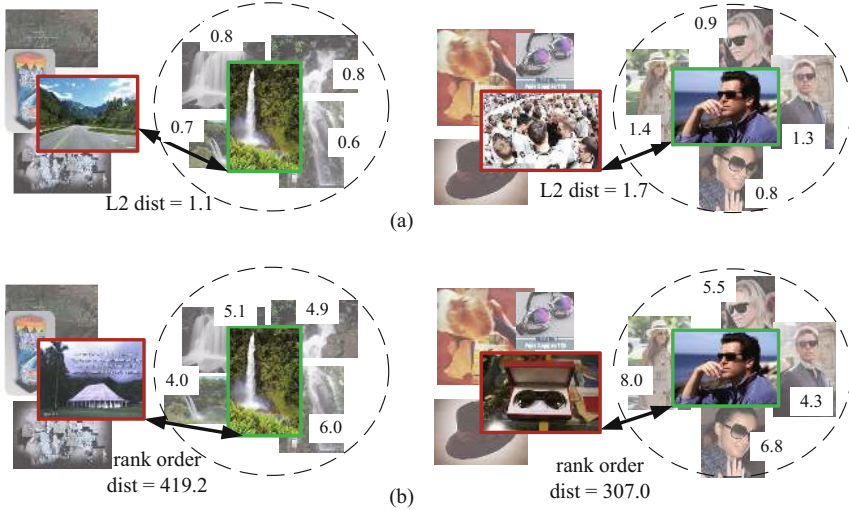 0.8
0.8
0.7
0.6
L2 dist = 1.1
0.9
1.4
1.3
0.8
L2 dist = 1.7
(a)
5.1
4.9
4.0
6.0
rank order
dist = 419.2
5.5
8.0
4.3
6.8
rank order
dist = 307.0
(b)